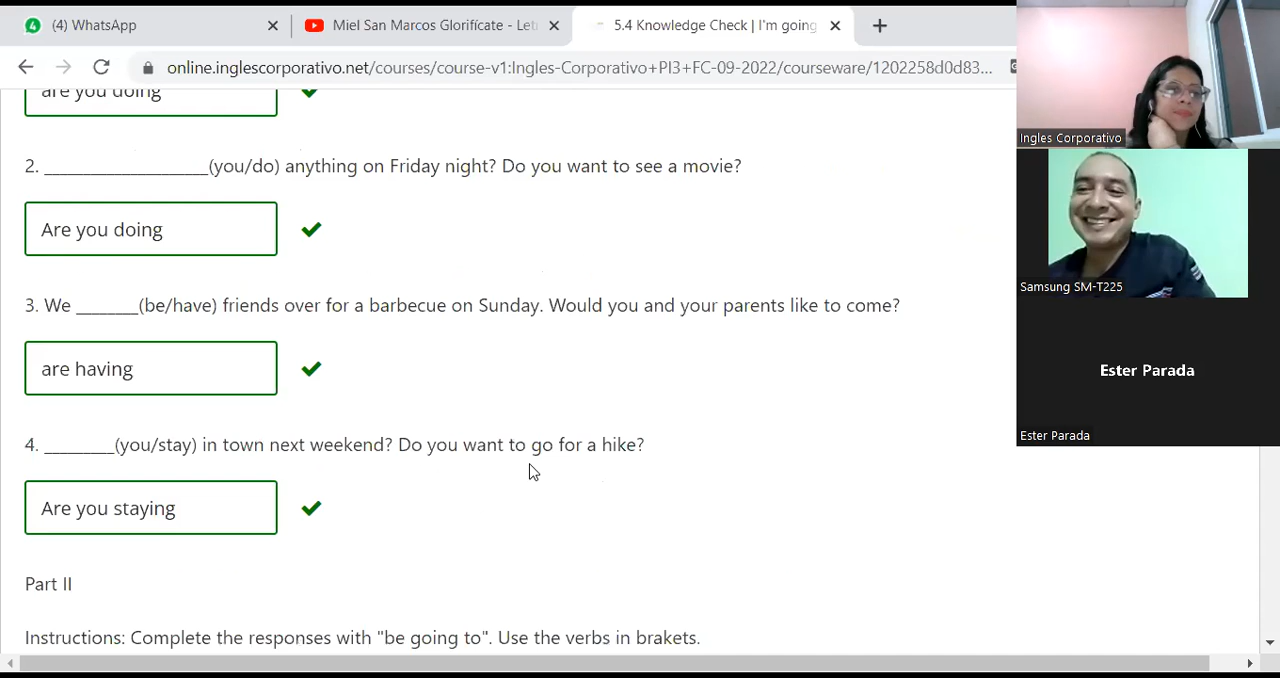 4 (4) WhatsApp
Miel San Marcos Glorifícate - Let
5.4 Knowledge Check | I'm going
online.inglescorporativo.net/courses/course-v1:Ingles-Corporativo+PI3+FC-09-2022/courseware/1202258d0d83...
are you doing
2. ____________________(you/do) anything on Friday night? Do you want to see a movie?
Are you doing
3. We _______(be/have) friends over for a barbecue on Sunday. Would you and your parents like to come?
are having
4. ________(you/stay) in town next weekend? Do you want to go for a hike?
Are you staying
Part II
Instructions: Complete the responses with "be going to". Use the verbs in brakets.
Ingles Corporativo
Samsung SM-T225
Ester Parada
Ester Parada